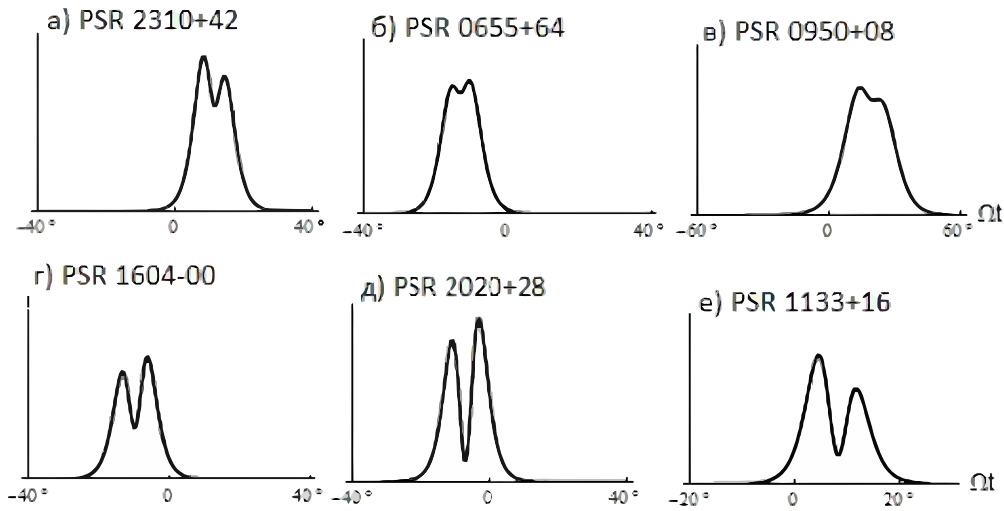 а) PSR 2310+42
б) PSR 0655+64
в) PSR 0950+08
−40° 0 40°
−40° 0 40°
−60° 0 60° Ωt
г) PSR 1604-00
д) PSR 2020+28
е) PSR 1133+16
−40° 0 40°
−40° 0 40°
−20° 0 20° Ωt